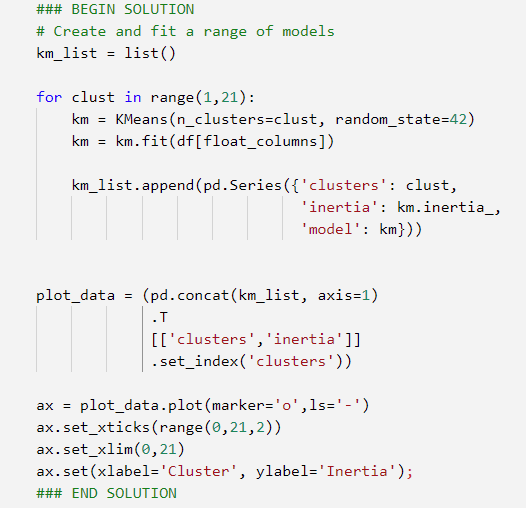 ### BEGIN SOLUTION
# Create and fit a range of models
km_list = list()
for clust in range(1,21):
    km = KMeans(n_clusters=clust, random_state=42)
    km = km.fit(df[float_columns])
    km_list.append(pd.Series({'clusters': clust,
                              'inertia': km.inertia_,
                              'model': km}))
plot_data = (pd.concat(km_list, axis=1)
             .T
             [['clusters','inertia']]
             .set_index('clusters'))
ax = plot_data.plot(marker='o',ls='-')
ax.set_xticks(range(0,21,2))
ax.set_xlim(0,21)
ax.set(xlabel='Cluster', ylabel='Inertia');
### END SOLUTION